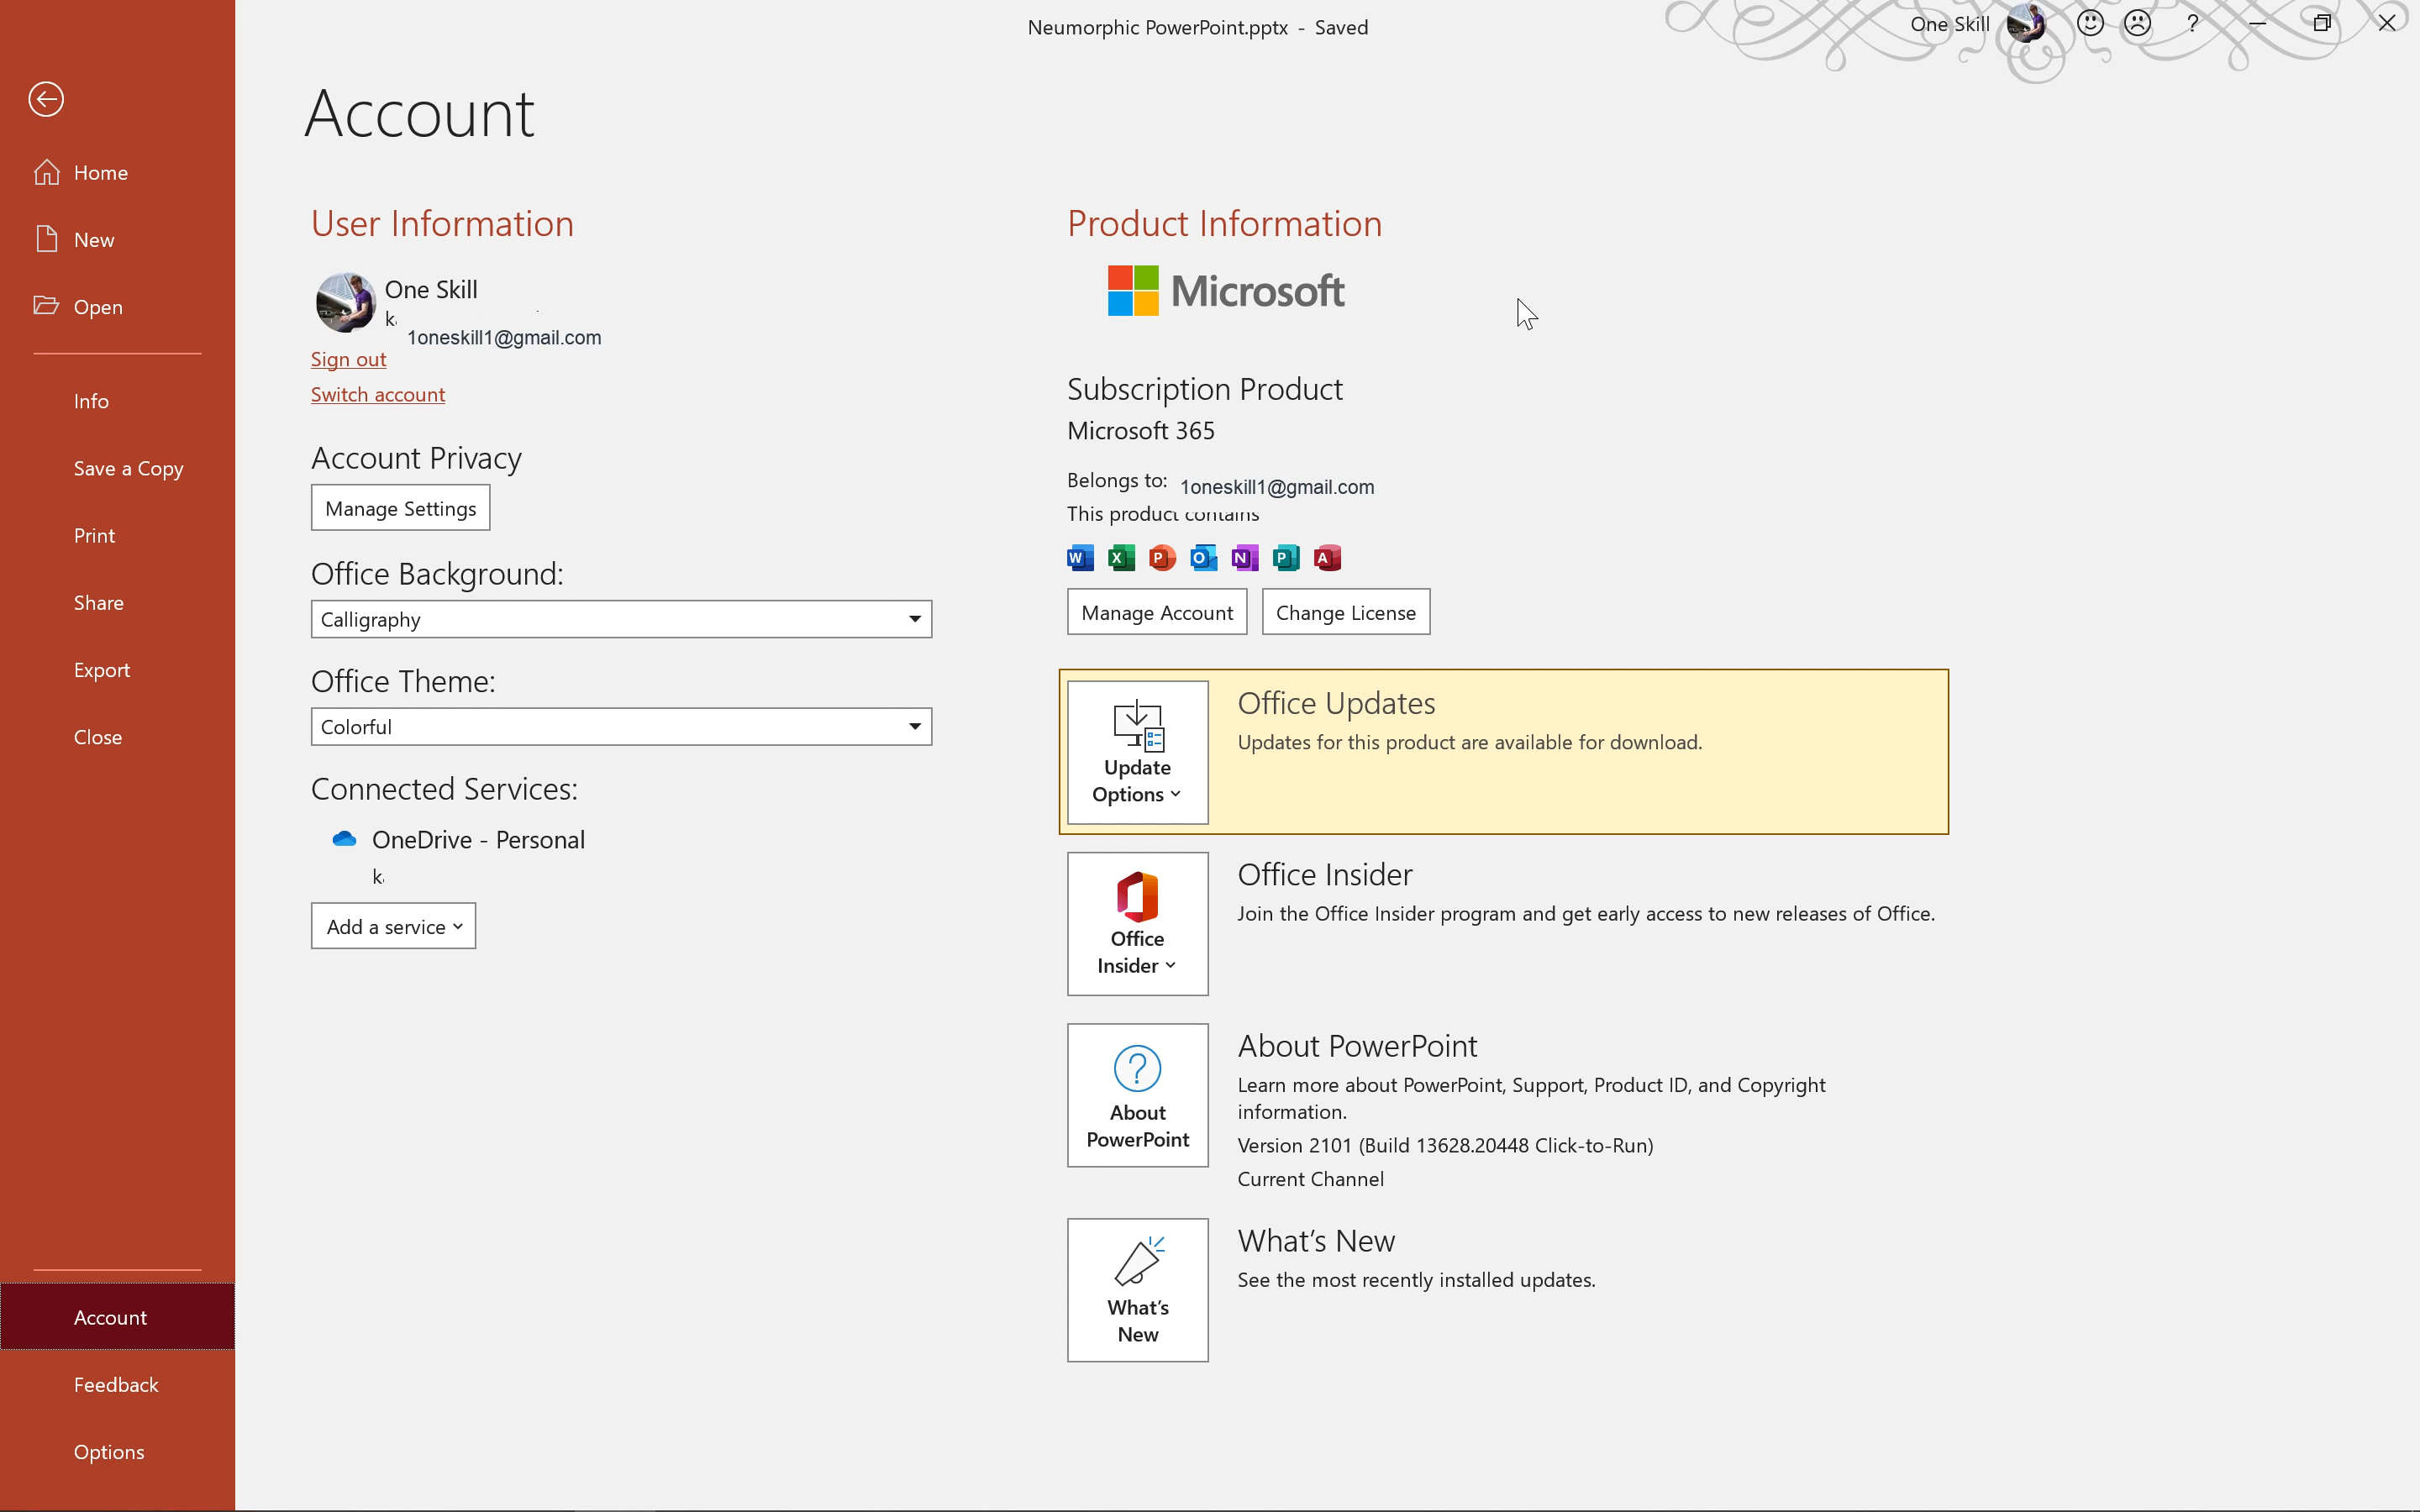 Neumorphic PowerPoint.pptx - Saved
One Skill
?
Home
New
Open
Info
Save a Copy
Print
Share
Export
Close
Account
Feedback
Options
Account
User Information
One Skill
1oneskill1@gmail.com
Sign out
Switch account
Account Privacy
Manage Settings
Office Background:
Calligraphy
Office Theme:
Colorful
Connected Services:
OneDrive - Personal
Add a service
Product Information
Microsoft
Subscription Product
Microsoft 365
Belongs to: 1oneskill1@gmail.com
This product contains
W X P O N P A
Manage Account Change License
Update
Options
Office Updates
Updates for this product are available for download.
Office
Insider
Office Insider
Join the Office Insider program and get early access to new releases of Office.
?
About
PowerPoint
About PowerPoint
Learn more about PowerPoint, Support, Product ID, and Copyright
information.
Version 2101 (Build 13628.20448 Click-to-Run)
Current Channel
What's
New
What's New
See the most recently installed updates.